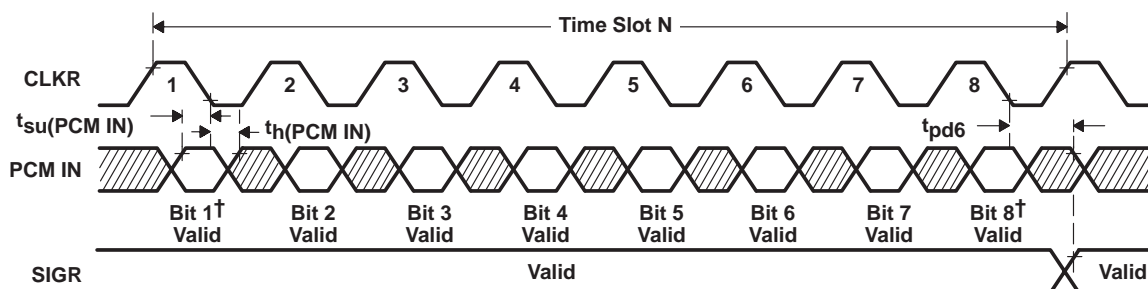 Time Slot N
CLKR
1 2 3 4 5 6 7 8
tsu(PCM IN) th(PCM IN) tpd6
PCM IN
Bit 1† Bit 2 Bit 3 Bit 4 Bit 5 Bit 6 Bit 7 Bit 8†
Valid Valid Valid Valid Valid Valid Valid Valid
SIGR Valid Valid